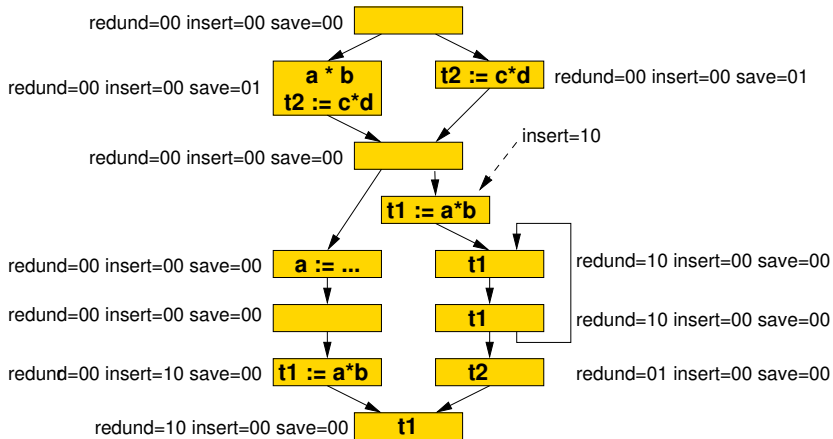 redund=00 insert=00 save=00
a * b
t2 := c*d
redund=00 insert=00 save=01
t2 := c*d
redund=00 insert=00 save=01
redund=00 insert=00 save=00
insert=10
t1 := a*b
redund=00 insert=00 save=00
a := ...
t1
redund=10 insert=00 save=00
redund=00 insert=00 save=00
t1
redund=10 insert=00 save=00
redund=00 insert=10 save=00
t1 := a*b
t2
redund=01 insert=00 save=00
redund=10 insert=00 save=00
t1